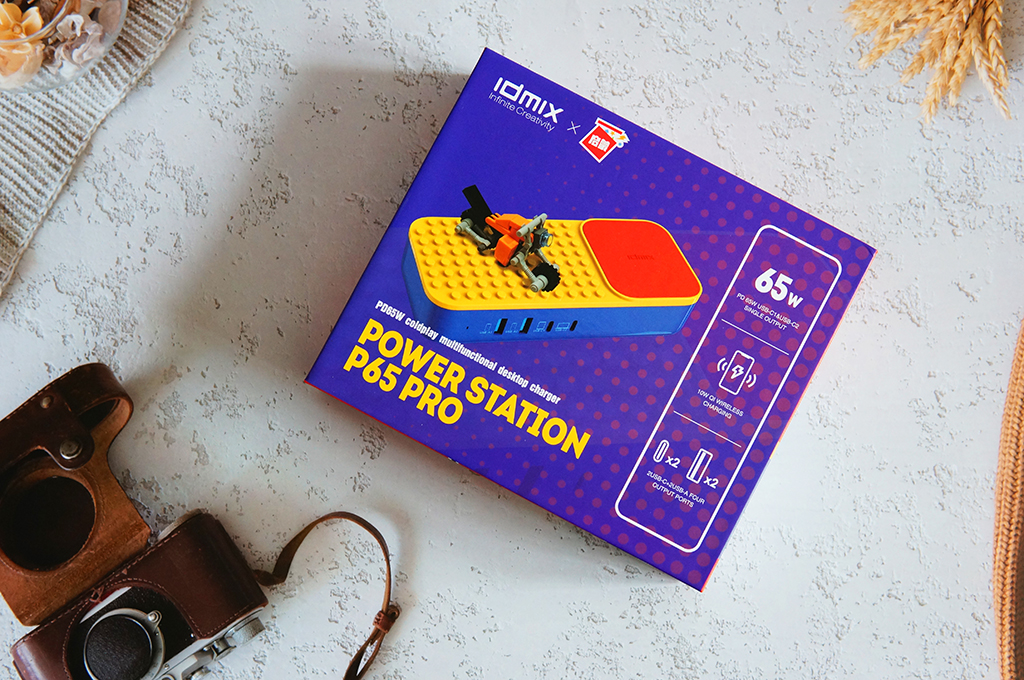 IDMIX
Infinite Creativity
×
PD65W coldplay multifunctional desktop charger
POWER STATION
P65 PRO
65W
PD 65W USB-C1&USB-C2
SINGLE OUTPUT
10W QI WIRELESS
CHARGING
x2
x2
2USB-C+2USB-A FOUR
OUTPUT PORTS